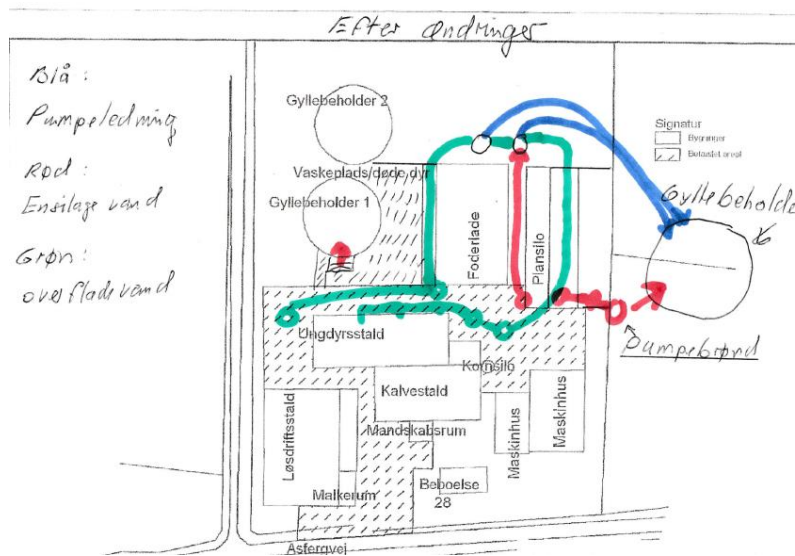 Efter Ændringer
Blå :
Pumpeledning
Rød :
Ensilage vand
Grøn :
overfladevand
Gyllebeholder 2
Signatur
Bygninger
Befæstet areal
Vaskeplads/døde dyr
Gyllebeholder 1
Gyllebeholde
Foderlade
Plansilo
Pumpebrønd
Ungdyrsstald
Kornsilo
Kalvestald
Løsdriftsstald
Mandskabsrum
Maskinhus
Maskinhus
Beboelse
28
Malkerum
Asfergvej